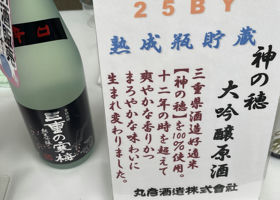 25BY
熟成瓶貯蔵
神の穂
大吟醸原酒
三重県酒造好適米
【神の穂】を100%使用。
十二年の時を超えて
爽やかな香りかつ
まろやかな味わいに
生まれ変わりました。
丸彦酒造株式会社
辛口
三重の寒梅